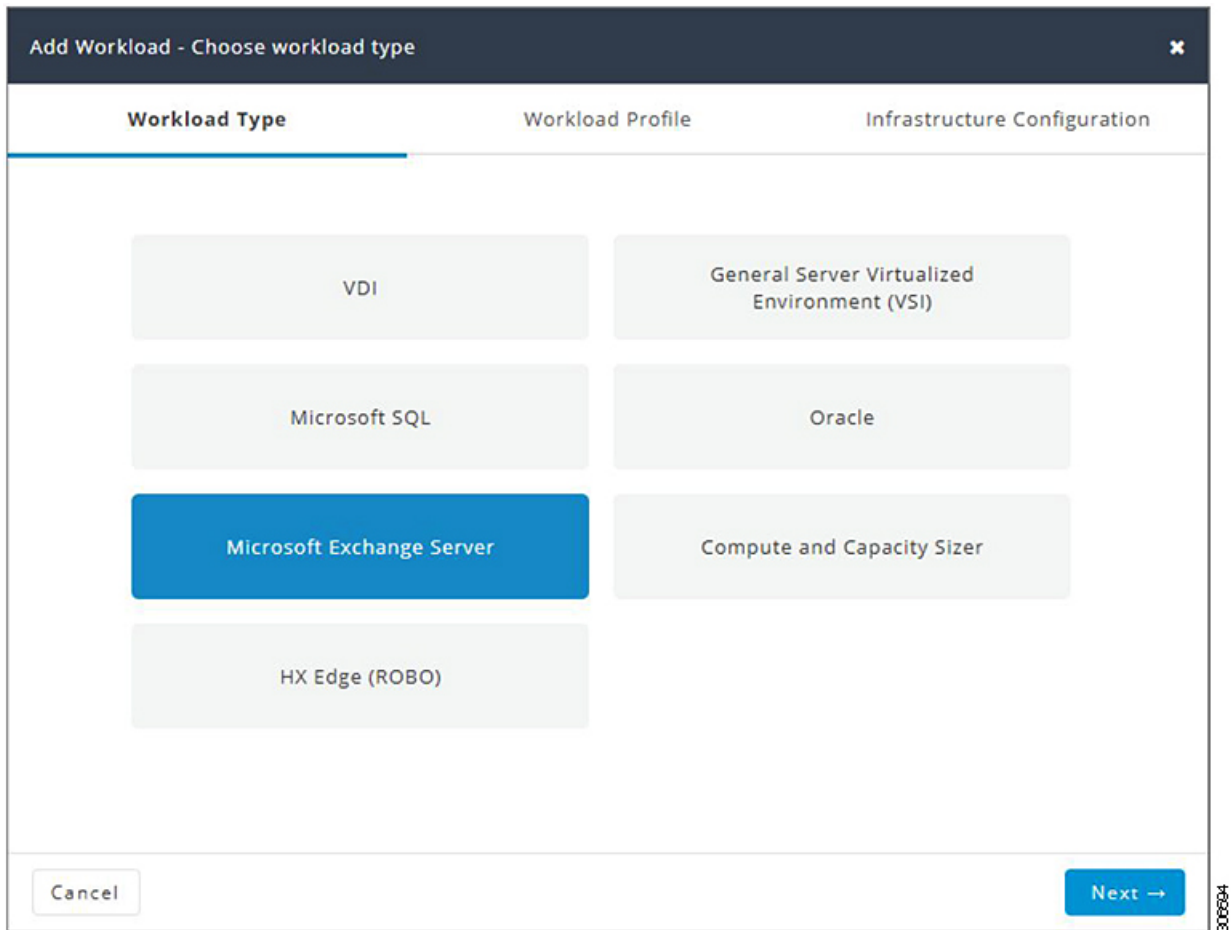 Add Workload - Choose workload type
Workload Type
Workload Profile
Infrastructure Configuration
VDI
General Server Virtualized
Environment (VSI)
Microsoft SQL
Oracle
Microsoft Exchange Server
Compute and Capacity Sizer
HX Edge (ROBO)
Cancel
Next →
306594